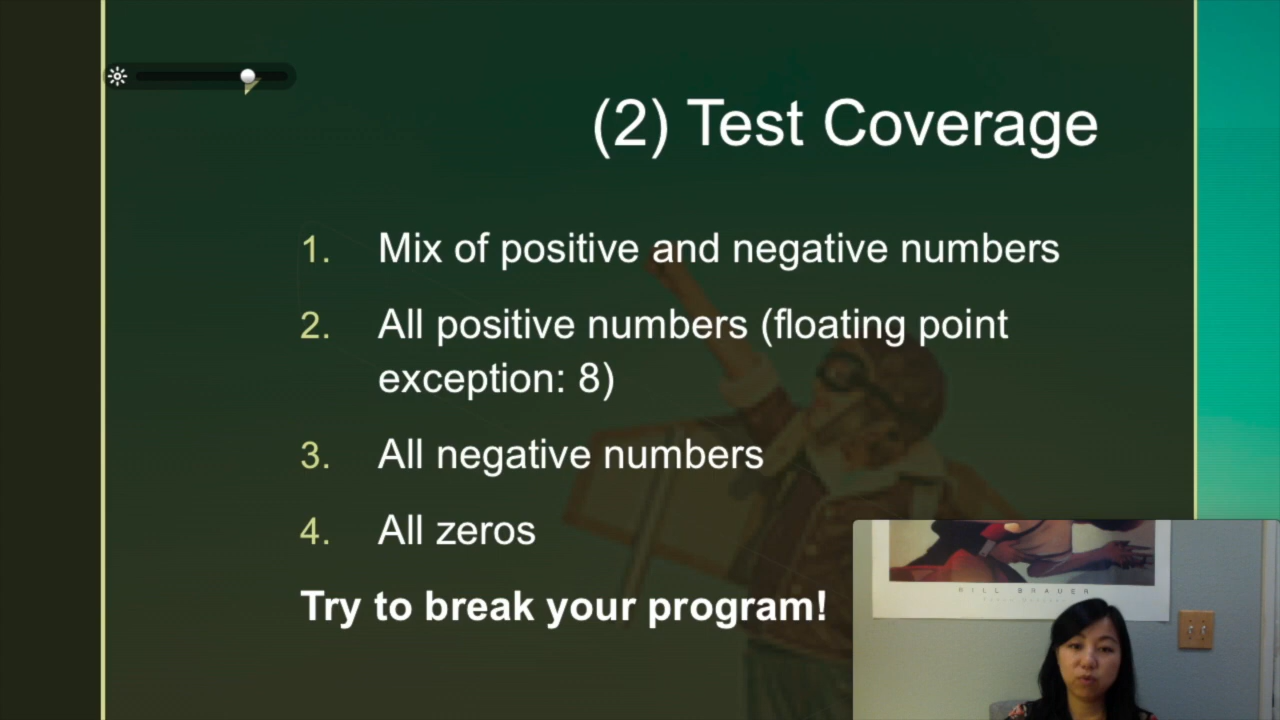 (2) Test Coverage
1. Mix of positive and negative numbers
2. All positive numbers (floating point
exception: 8)
3. All negative numbers
4. All zeros
Try to break your program!
BILL BRAUER